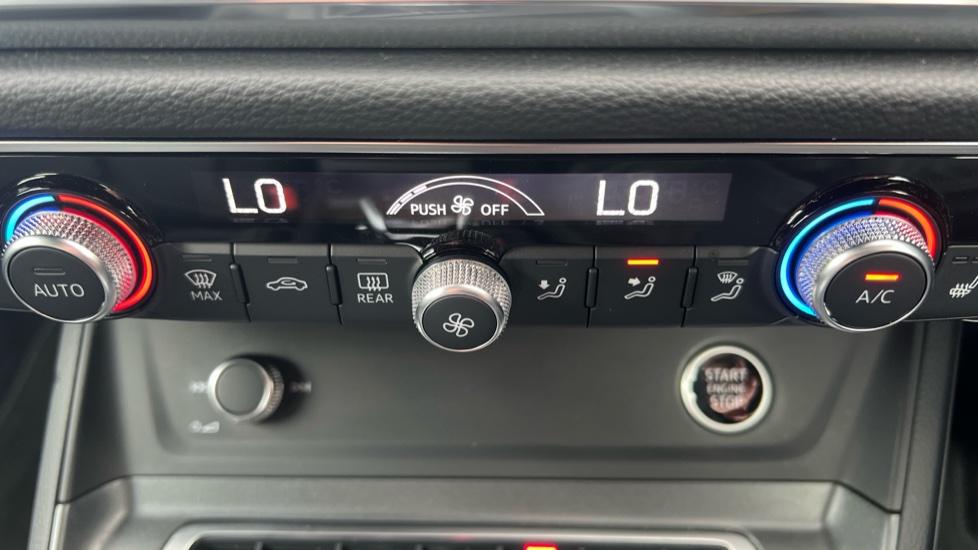 LO
PUSH OFF
LO
AUTO
MAX
REAR
A/C
START
ENGINE
STOP